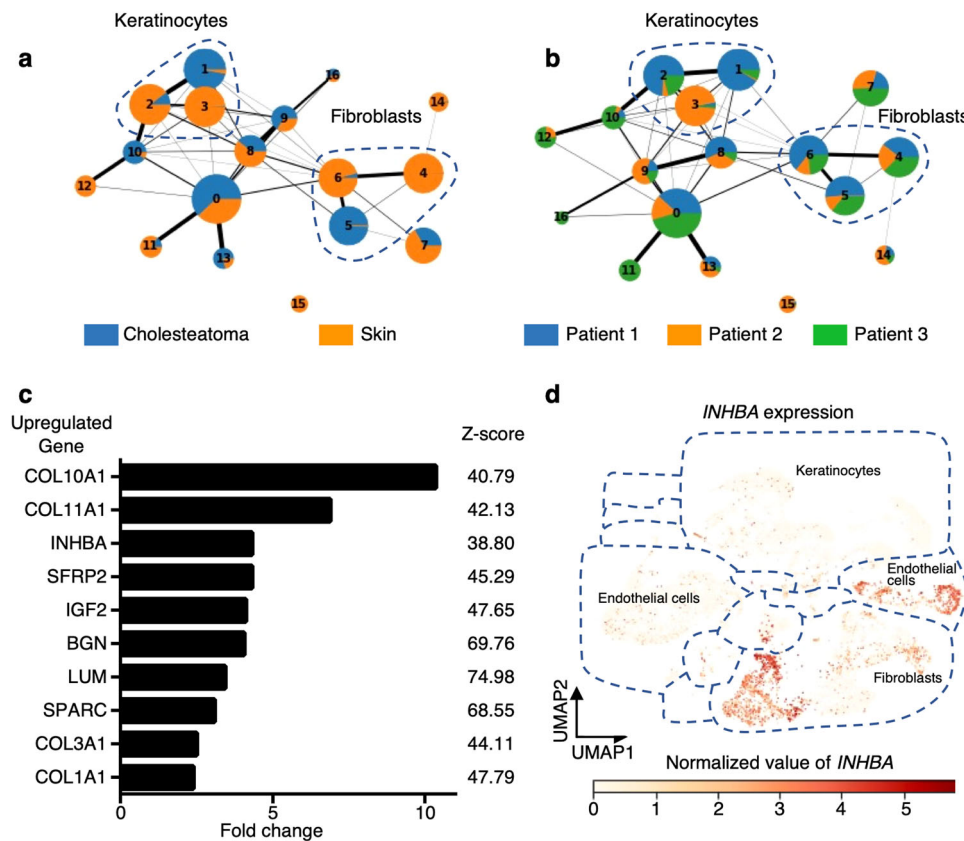 a
Keratinocytes
1
2
3
16
Fibroblasts
14
9
10
8
12
6
4
0
5
11
13
7
15
Cholesteatoma
Skin
b
Keratinocytes
2
1
3
7
Fibroblasts
10
12
8
6
4
9
5
16
0
11
13
14
15
Patient 1
Patient 2
Patient 3
c
Upregulated
Gene
Z-score
COL10A1 40.79
COL11A1 42.13
INHBA 38.80
SFRP2 45.29
IGF2 47.65
BGN 69.76
LUM 74.98
SPARC 68.55
COL3A1 44.11
COL1A1 47.79
0 5 10
Fold change
d
INHBA expression
Keratinocytes
Endothelial
cells
Endothelial cells
Fibroblasts
UMAP2
UMAP1
Normalized value of INHBA
0 1 2 3 4 5